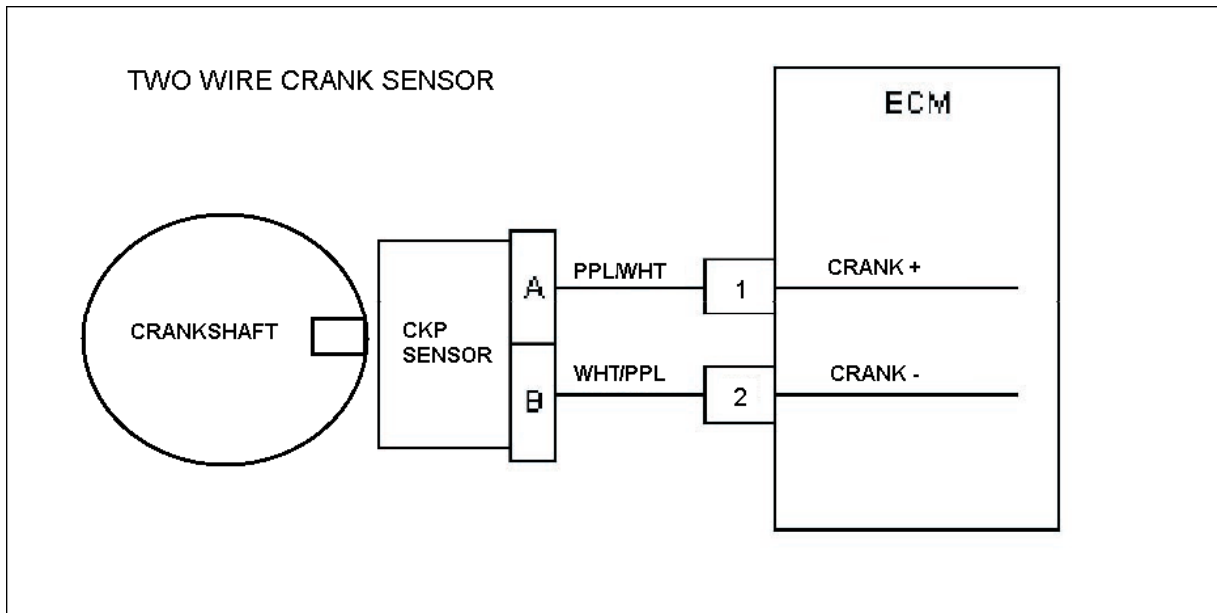 TWO WIRE CRANK SENSOR
ECM
CRANKSHAFT
CKP
SENSOR
A
PPL/WHT
1
CRANK +
B
WHT/PPL
2
CRANK -